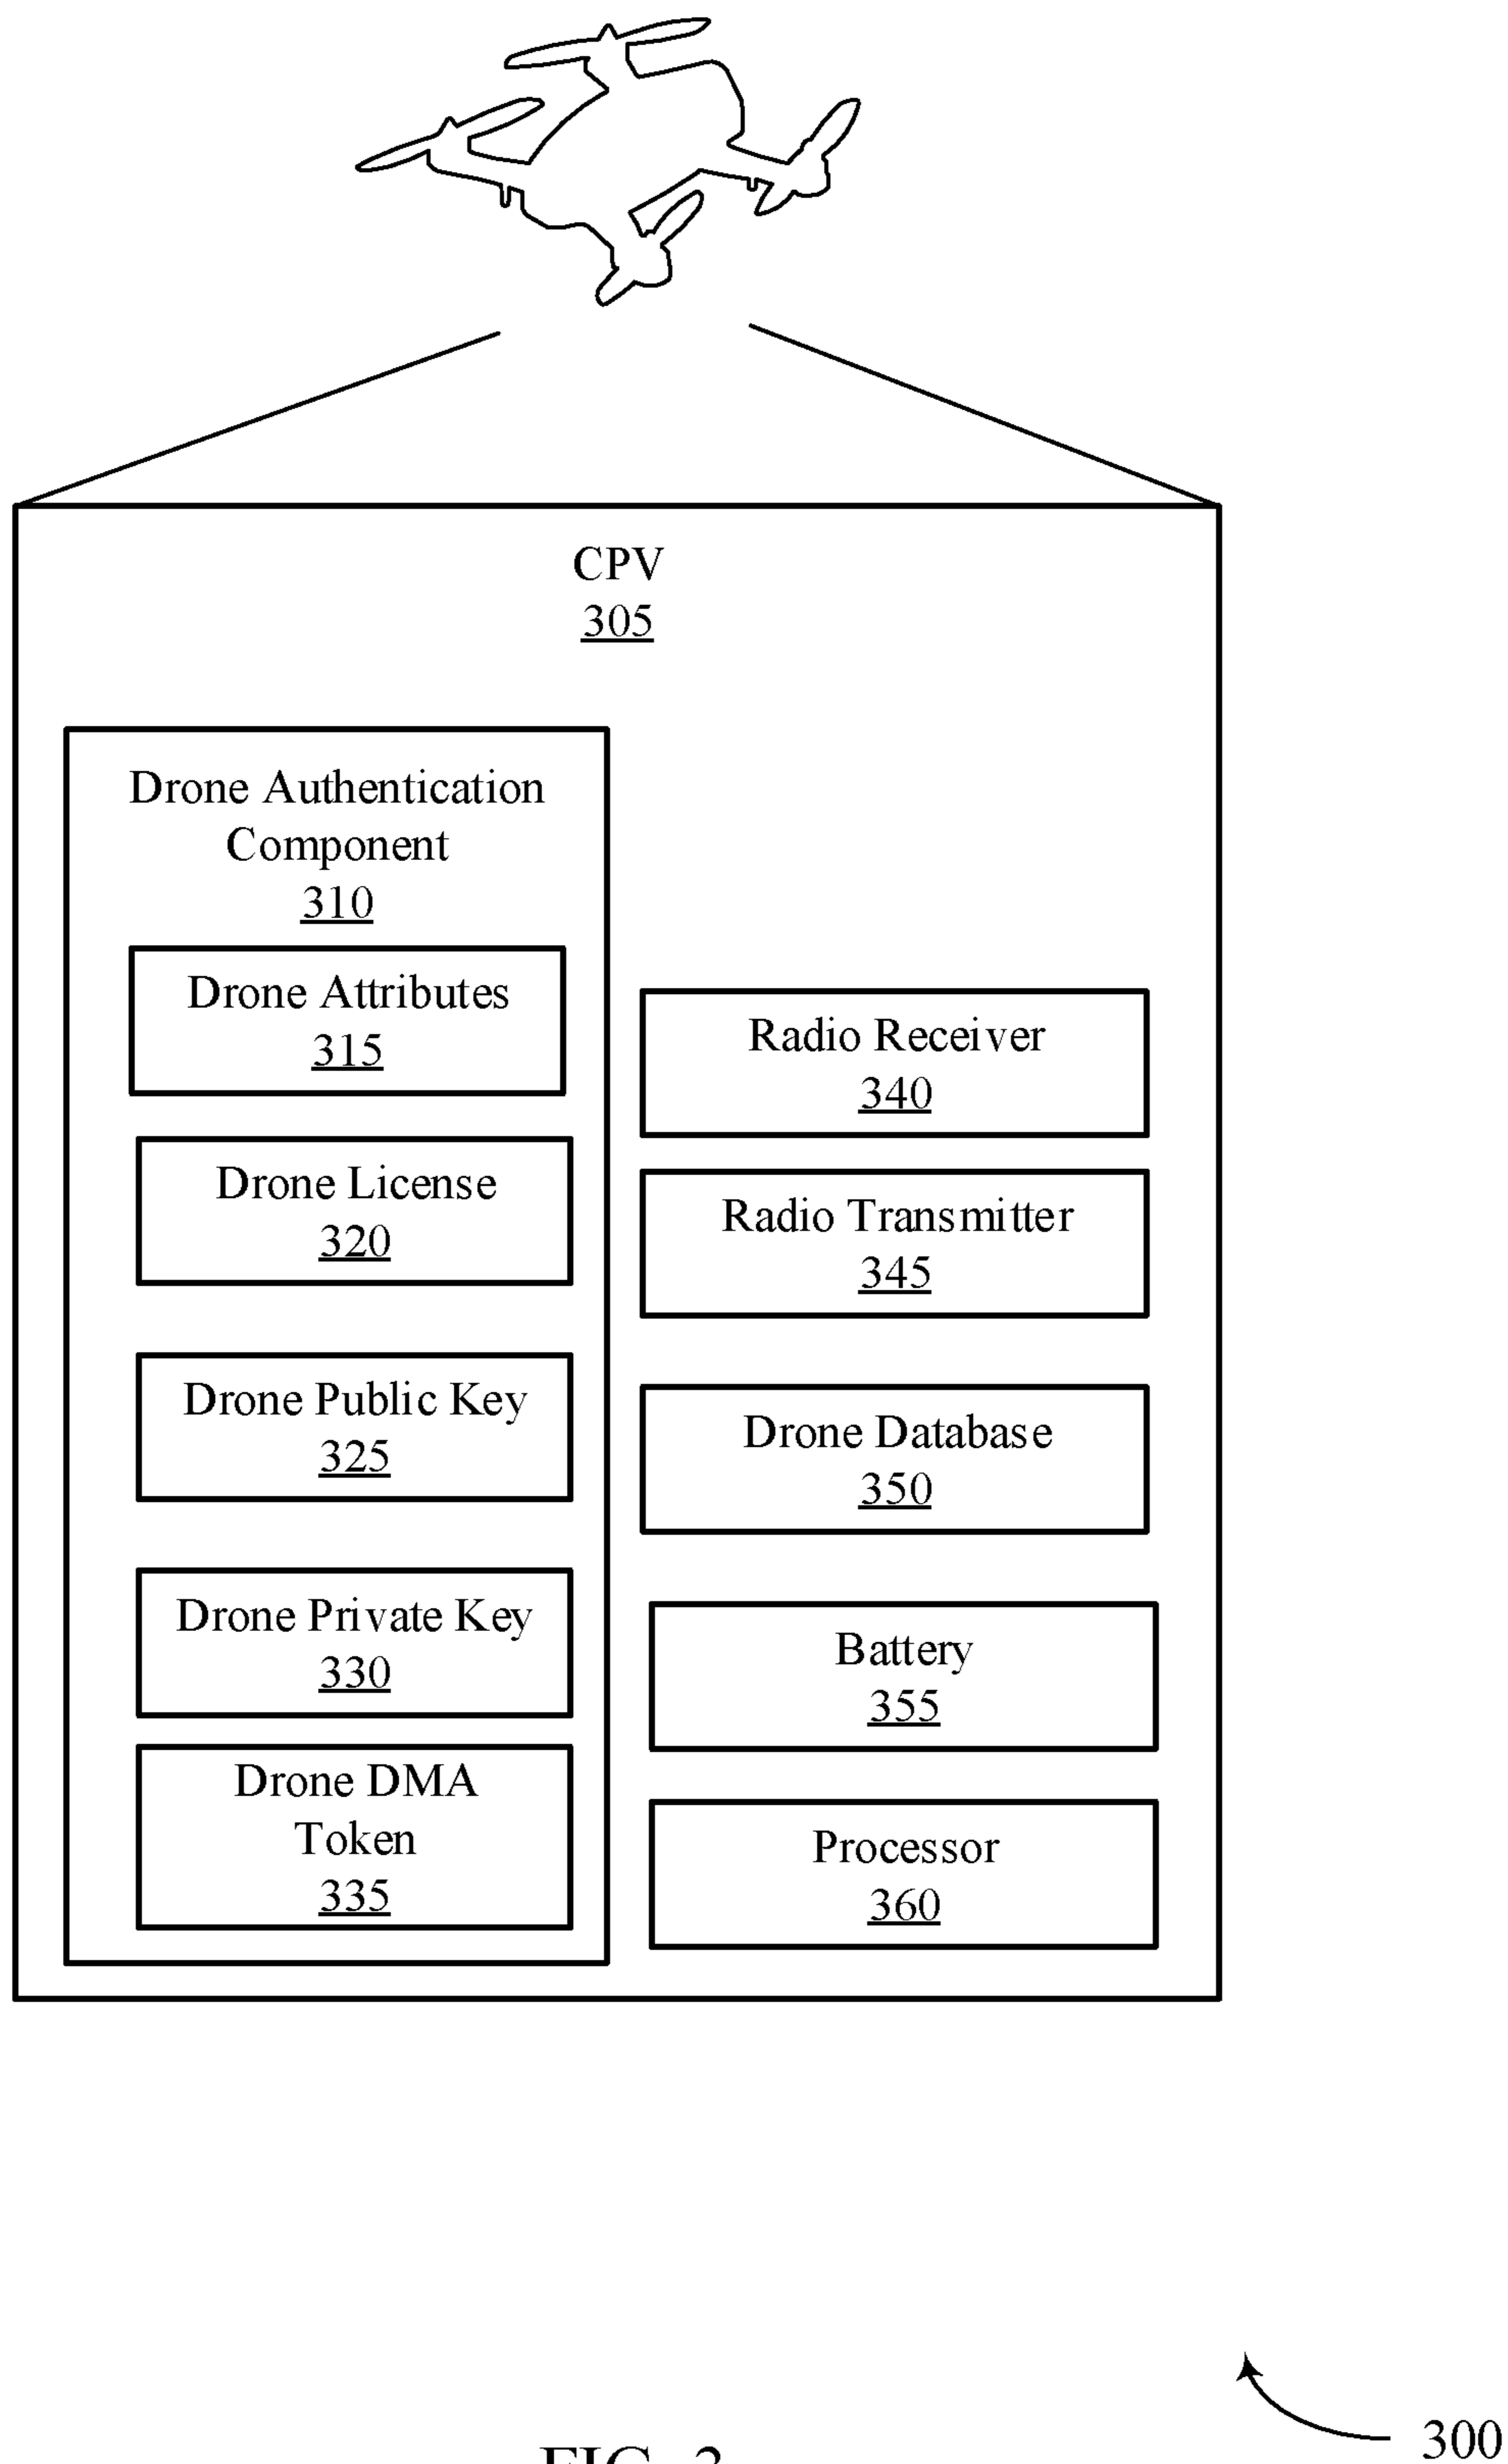 CPV
305
Drone Authentication
Component
310
Drone Attributes
315
Drone License
320
Drone Public Key
325
Drone Private Key
330
Drone DMA
Token
335
Radio Receiver
340
Radio Transmitter
345
Drone Database
350
Battery
355
Processor
360
300
FIG. 3